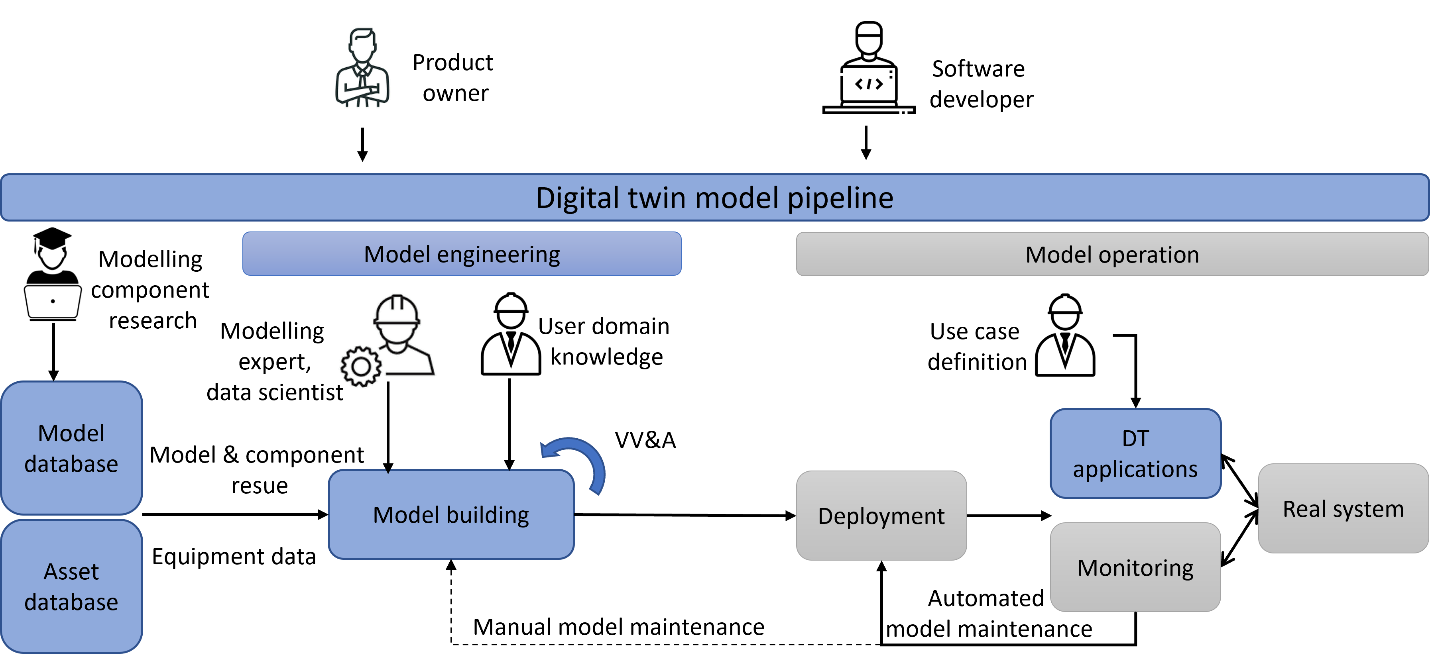 Product
owner
Software
developer
</>
Digital twin model pipeline
Model engineering
Model operation
Modelling
component
research
Modelling
expert,
data scientist
User domain
knowledge
Use case
definition
Model
database
Model & component
resue
VV&A
DT
applications
Model building
Deployment
Real system
Asset
database
Equipment data
Monitoring
Automated
model maintenance
Manual model maintenance